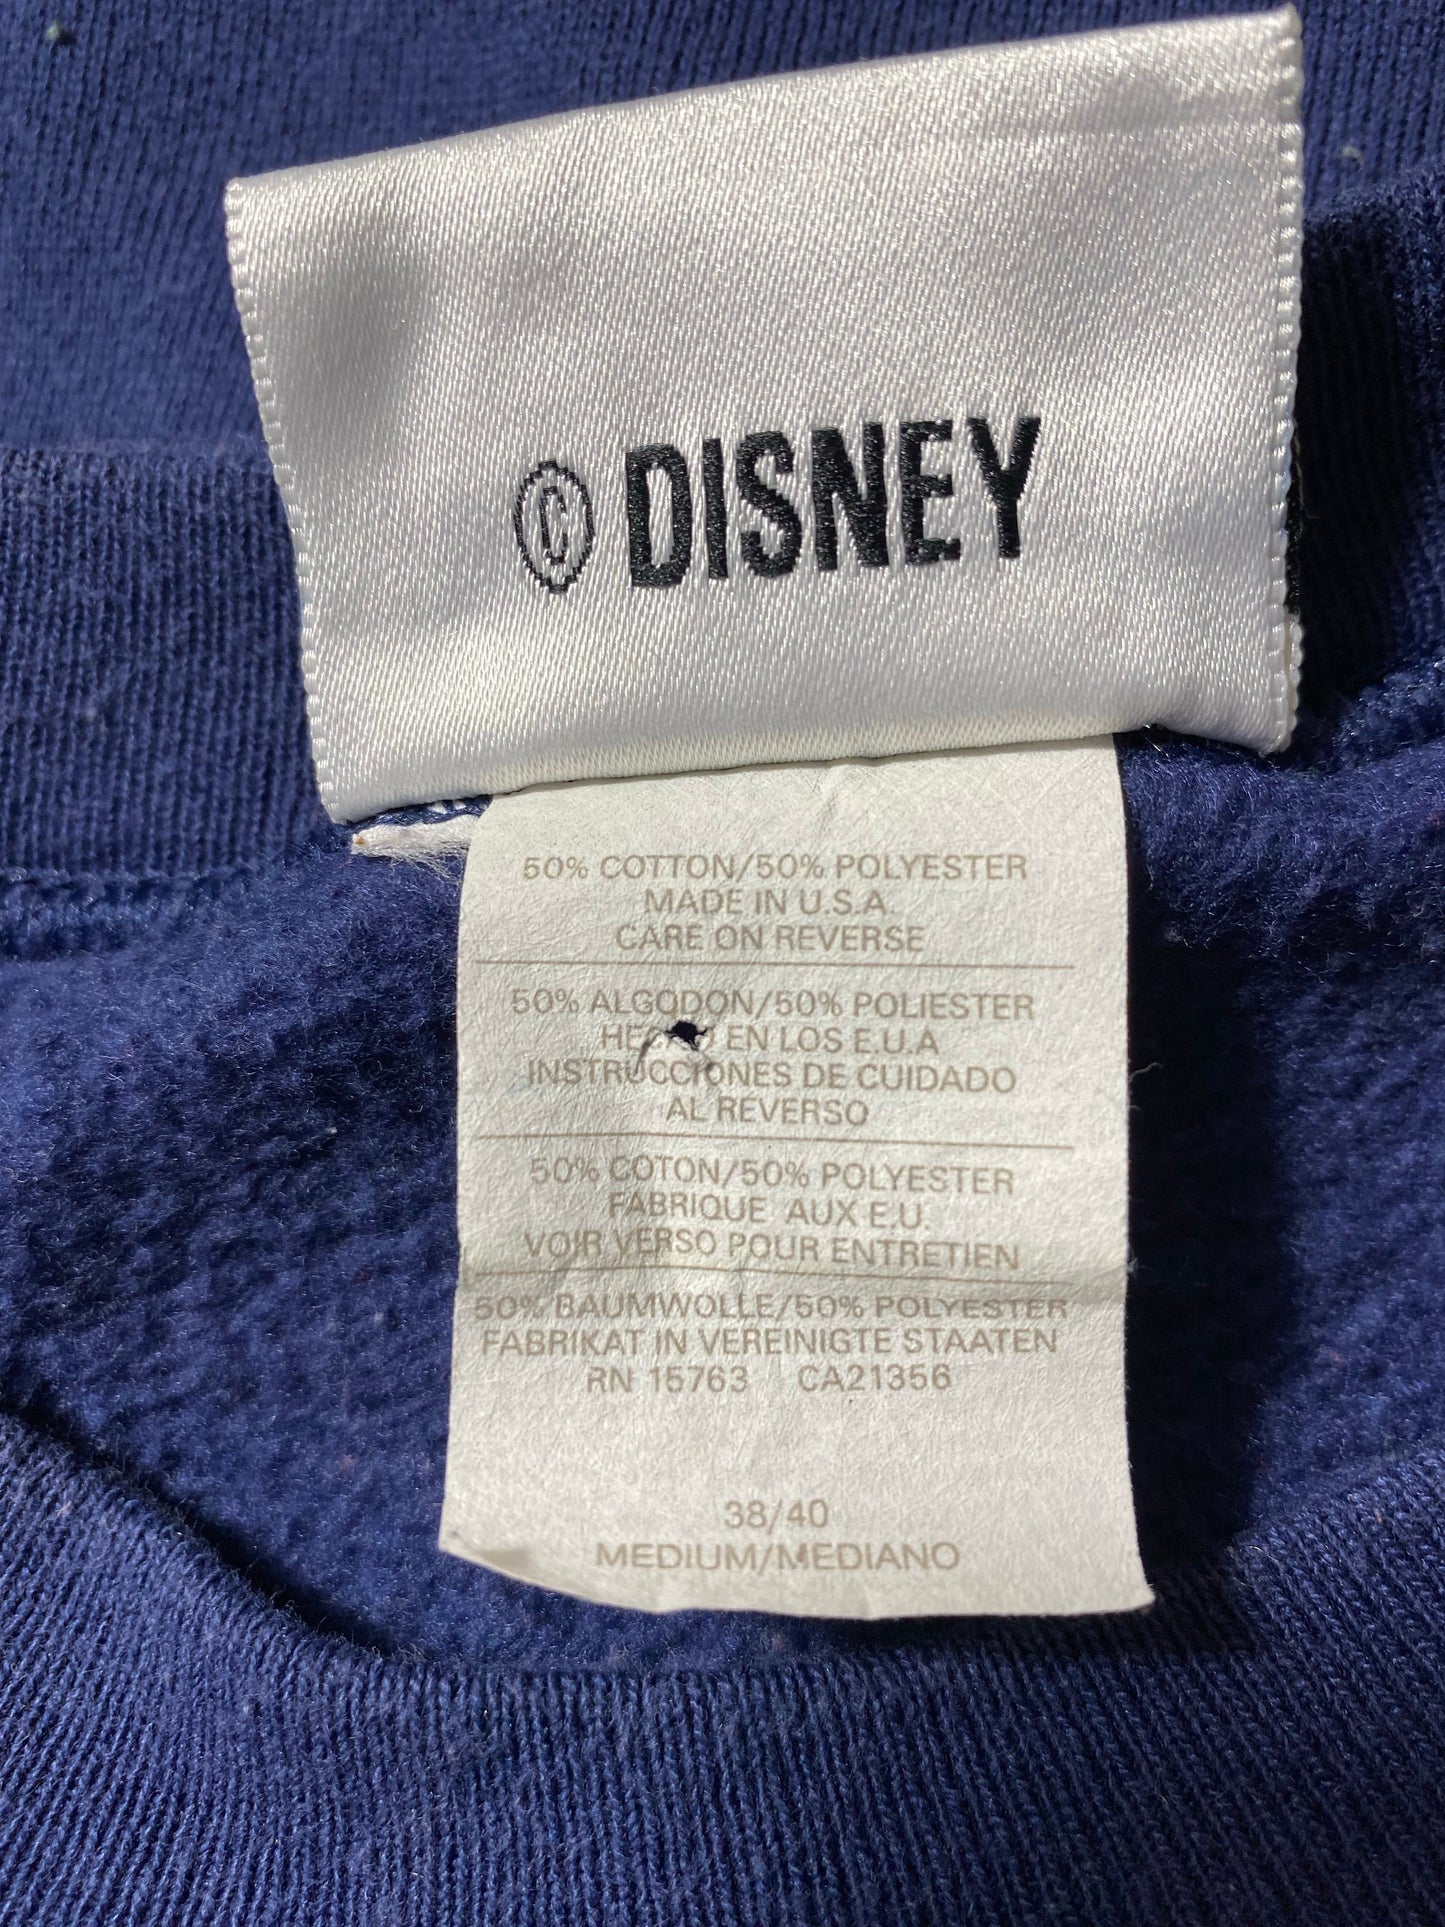 © DISNEY
50% COTTON/50% POLYESTER
MADE IN U.S.A.
CARE ON REVERSE
50% ALGODON/50% POLIESTER
EN LOS E.U.A
INSTRUCCIONES DE CUIDADO
AL REVERSO
50% COTON/50% POLYESTER
FABRIQUE AUX E.U.
VOIR VERSO POUR ENTRETIEN
50% BAUMWOLLE/50% POLYESTER
FABRIKAT IN VEREINIGTE STAATEN
RN 15763 CA21356
38/40
MEDIUM/MEDIANO